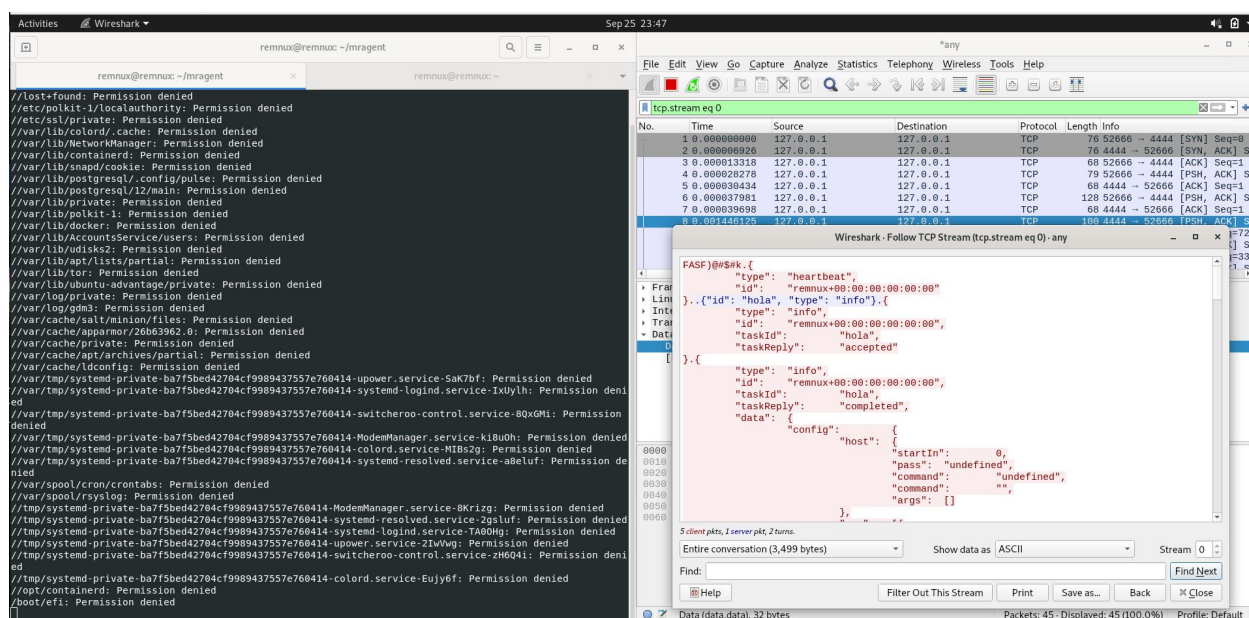 Activities Wireshark Sep 25 23:47
remnux@remnux: ~/mragent
remnux@remnux: ~/mragent
remnux@remnux: ~
//lost+found: Permission denied
//etc/polkit-1/localauthority: Permission denied
//etc/ssl/private: Permission denied
//var/lib/colord/.cache: Permission denied
//var/lib/NetworkManager: Permission denied
//var/lib/containerd: Permission denied
//var/lib/snapd/cookie: Permission denied
//var/lib/postgresql/.config/pulse: Permission denied
//var/lib/postgresql/12/main: Permission denied
//var/lib/private: Permission denied
//var/lib/polkit-1: Permission denied
//var/lib/docker: Permission denied
//var/lib/AccountsService/users: Permission denied
//var/lib/udisks2: Permission denied
//var/lib/apt/lists/partial: Permission denied
//var/lib/tor: Permission denied
//var/lib/ubuntu-advantage/private: Permission denied
//var/log/private: Permission denied
//var/log/gdm3: Permission denied
//var/cache/salt/minion/files: Permission denied
//var/cache/apparmor/26b63962.0: Permission denied
//var/cache/private: Permission denied
//var/cache/apt/archives/partial: Permission denied
//var/cache/ldconfig: Permission denied
//var/tmp/systemd-private-ba7f5bed42704cf9989437557e760414-upower.service-SaK7bf: Permission denied
//var/tmp/systemd-private-ba7f5bed42704cf9989437557e760414-systemd-logind.service-IxUylh: Permission deni
ed
//var/tmp/systemd-private-ba7f5bed42704cf9989437557e760414-switcheroo-control.service-8QxGMi: Permission
denied
//var/tmp/systemd-private-ba7f5bed42704cf9989437557e760414-ModemManager.service-ki8uOh: Permission denied
//var/tmp/systemd-private-ba7f5bed42704cf9989437557e760414-colord.service-MIBs2g: Permission denied
//var/tmp/systemd-private-ba7f5bed42704cf9989437557e760414-systemd-resolved.service-a8eluf: Permission de
nied
//var/spool/cron/crontabs: Permission denied
//var/spool/rsyslog: Permission denied
//tmp/systemd-private-ba7f5bed42704cf9989437557e760414-ModemManager.service-8Krizg: Permission denied
//tmp/systemd-private-ba7f5bed42704cf9989437557e760414-systemd-resolved.service-2gsluf: Permission denied
//tmp/systemd-private-ba7f5bed42704cf9989437557e760414-systemd-logind.service-TA0OHg: Permission denied
//tmp/systemd-private-ba7f5bed42704cf9989437557e760414-upower.service-2IwVwg: Permission denied
//tmp/systemd-private-ba7f5bed42704cf9989437557e760414-switcheroo-control.service-zH6Q4i: Permission deni
ed
//tmp/systemd-private-ba7f5bed42704cf9989437557e760414-colord.service-Eujy6f: Permission denied
//opt/containerd: Permission denied
/boot/efi: Permission denied
*any
File Edit View Go Capture Analyze Statistics Telephony Wireless Tools Help
tcp.stream eq 0
No. Time Source Destination Protocol Length Info
1 0.000000000 127.0.0.1 127.0.0.1 TCP 76 52666 → 4444 [SYN] Seq=0
2 0.000006926 127.0.0.1 127.0.0.1 TCP 76 4444 → 52666 [SYN, ACK] S
3 0.000013318 127.0.0.1 127.0.0.1 TCP 68 52666 → 4444 [ACK] Seq=1
4 0.000028278 127.0.0.1 127.0.0.1 TCP 79 52666 → 4444 [PSH, ACK] S
5 0.000030434 127.0.0.1 127.0.0.1 TCP 68 4444 → 52666 [ACK] Seq=1
6 0.000037981 127.0.0.1 127.0.0.1 TCP 128 52666 → 4444 [PSH, ACK] S
7 0.000039698 127.0.0.1 127.0.0.1 TCP 68 4444 → 52666 [ACK] Seq=1
8 0.001446125 127.0.0.1 127.0.0.1 TCP 100 4444 → 52666 [PSH, ACK] S
Wireshark · Follow TCP Stream (tcp.stream eq 0) · any
FASF)@#$#k.{
"type": "heartbeat",
"id": "remnux+00:00:00:00:00:00"
}..{"id": "hola", "type": "info"}.{
"type": "info",
"id": "remnux+00:00:00:00:00:00",
"taskId": "hola",
"taskReply": "accepted"
}.{
"type": "info",
"id": "remnux+00:00:00:00:00:00",
"taskId": "hola",
"taskReply": "completed",
"data": {
"config": {
"host": {
"startIn": 0,
"pass": "undefined",
"command": "undefined",
"command": "",
"args": []
},
Fra
Lin
Int
Tra
Dat
0000
0010
0020
0030
0040
0050
0060
5 client pkts, 1 server pkt, 2 turns.
Entire conversation (3,499 bytes) Show data as ASCII Stream 0
Find: Find Next
Help Filter Out This Stream Print Save as... Back Close
Data (data.data), 32 bytes Packets: 45 · Displayed: 45 (100.0%) Profile: Default